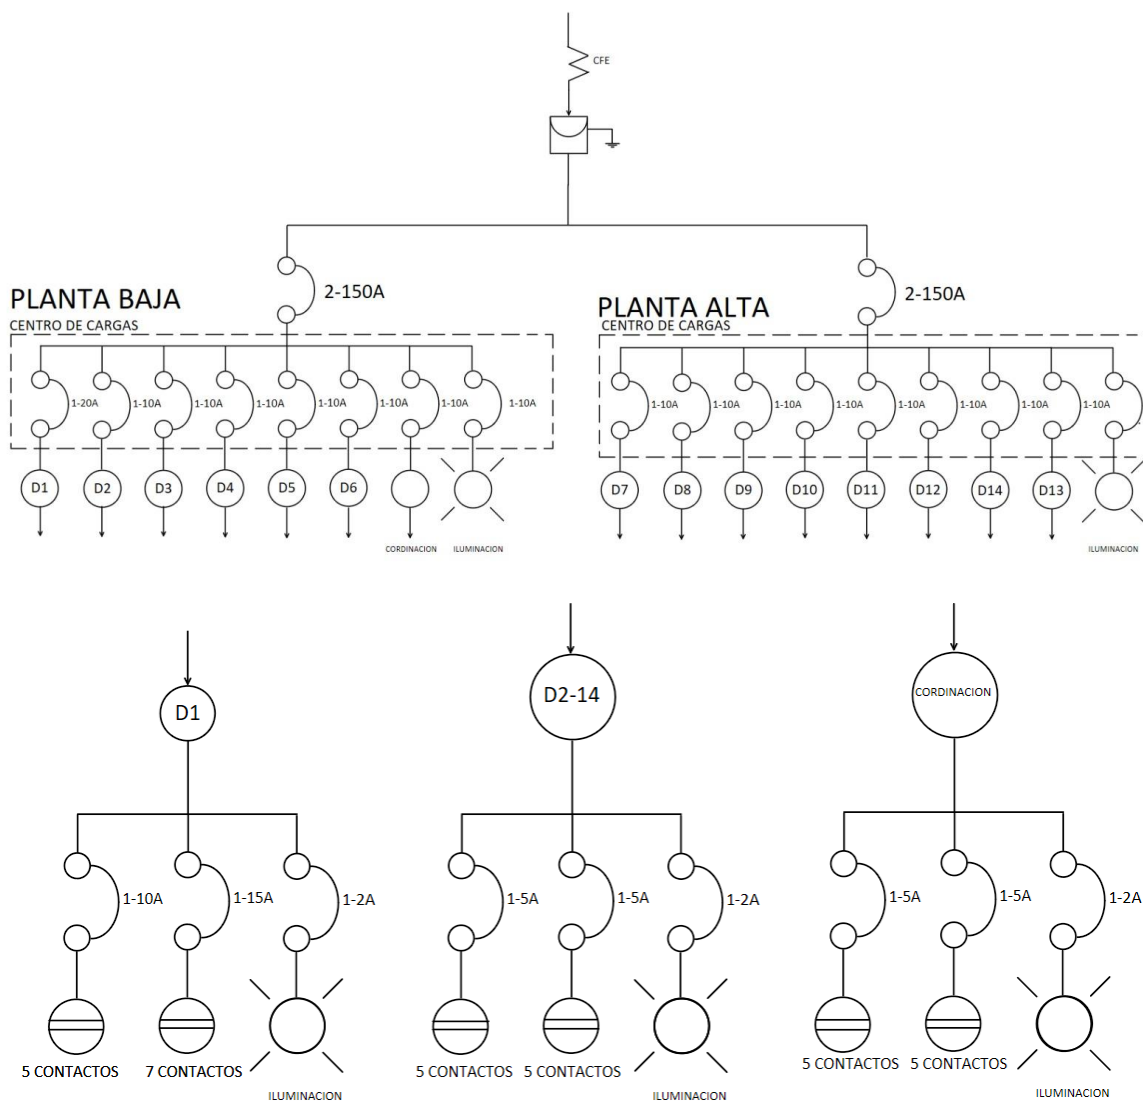 CFE
2-150A
2-150A
PLANTA BAJA
CENTRO DE CARGAS
PLANTA ALTA
CENTRO DE CARGAS
1-20A 1-10A 1-10A 1-10A 1-10A 1-10A 1-10A 1-10A
1-10A 1-10A 1-10A 1-10A 1-10A 1-10A 1-10A 1-10A
D1 D2 D3 D4 D5 D6
D7 D8 D9 D10 D11 D12 D14 D13
CORDINACION ILUMINACION
ILUMINACION
D1
1-10A 1-15A 1-2A
5 CONTACTOS 7 CONTACTOS
ILUMINACION
D2-14
1-5A 1-5A 1-2A
5 CONTACTOS 5 CONTACTOS
ILUMINACION
CORDINACION
1-5A 1-5A 1-2A
5 CONTACTOS 5 CONTACTOS
ILUMINACION